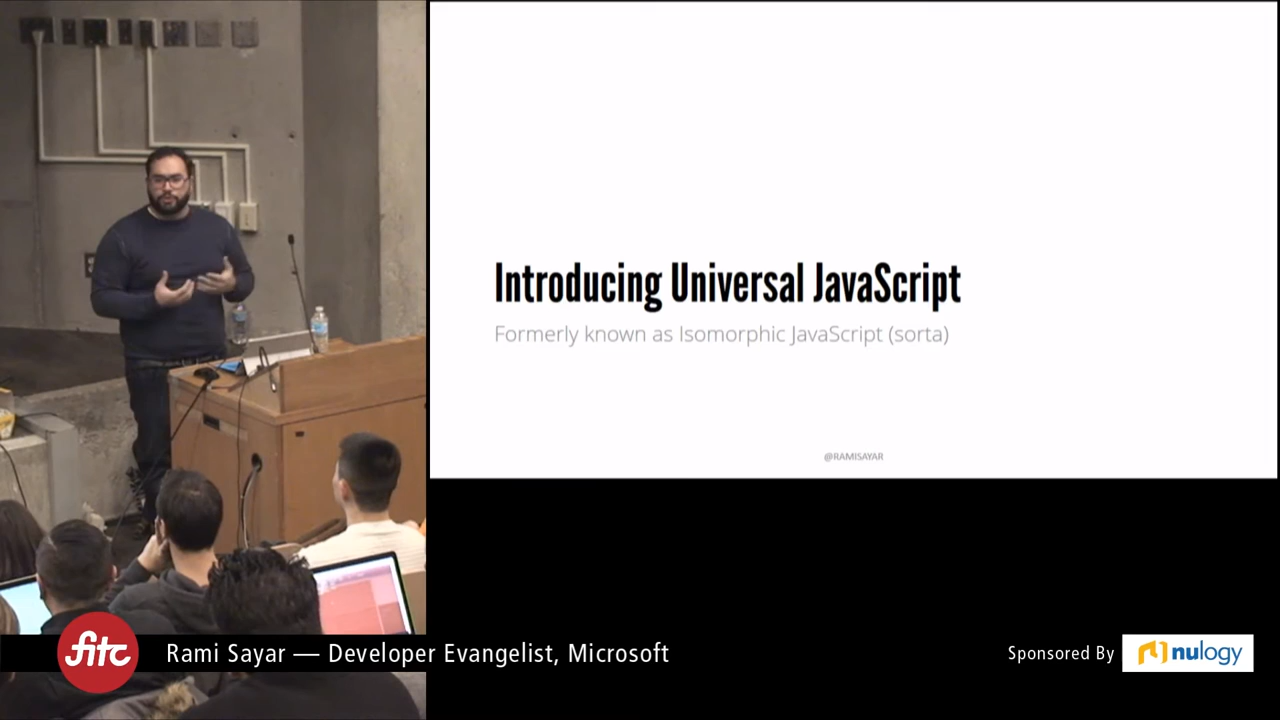 Introducing Universal JavaScript
Formerly known as Isomorphic JavaScript (sorta)
@RAMISAYAR
fitc
Rami Sayar — Developer Evangelist, Microsoft
Sponsored By
nulogy